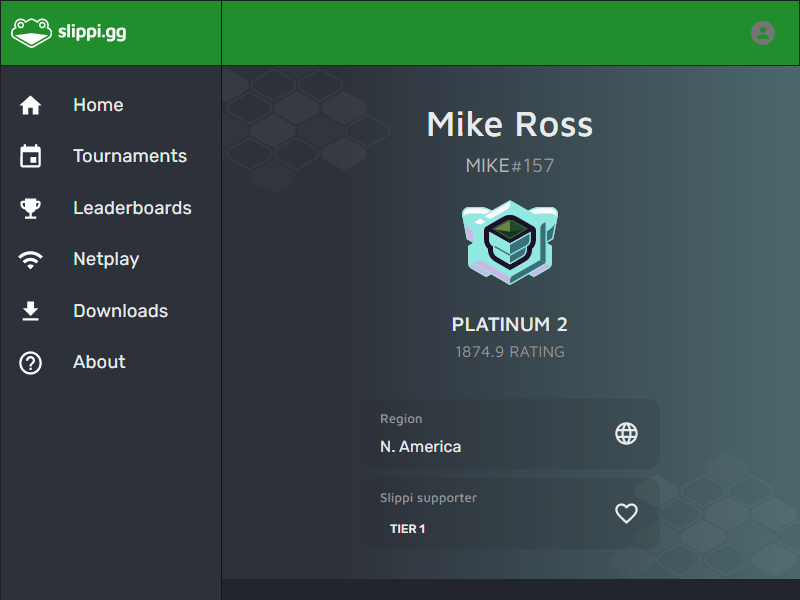 slippi.gg
Home
Tournaments
Leaderboards
Netplay
Downloads
About
Mike Ross
MIKE#157
PLATINUM 2
1874.9 RATING
Region
N. America
Slippi supporter
TIER 1